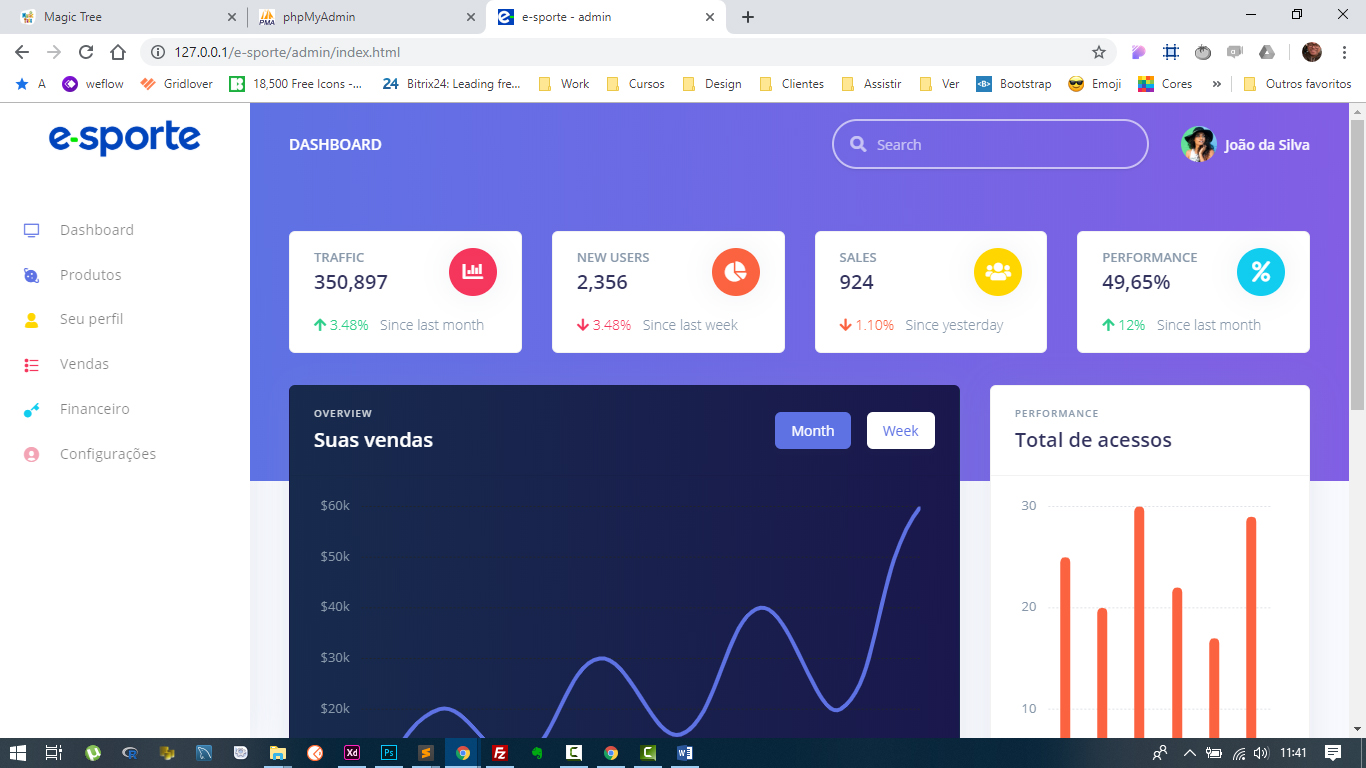 Magic Tree
phpMyAdmin
e-sporte - admin
127.0.0.1/e-sporte/admin/index.html
A
weflow
Gridlover
18,500 Free Icons -...
24
Bitrix24: Leading fre...
Work
Cursos
Design
Clientes
Assistir
Ver
<B>
Bootstrap
Emoji
Cores
»
Outros favoritos
e-sporte
DASHBOARD
Search
João da Silva
Dashboard
Produtos
Seu perfil
Vendas
Financeiro
Configurações
TRAFFIC
350,897
3.48% Since last month
NEW USERS
2,356
3.48% Since last week
SALES
924
1.10% Since yesterday
PERFORMANCE
49,65%
%
12% Since last month
OVERVIEW
Suas vendas
Month
Week
$60k
$50k
$40k
$30k
$20k
PERFORMANCE
Total de acessos
30
20
10
Xd
Ps
Fz
C
C
W
11:41